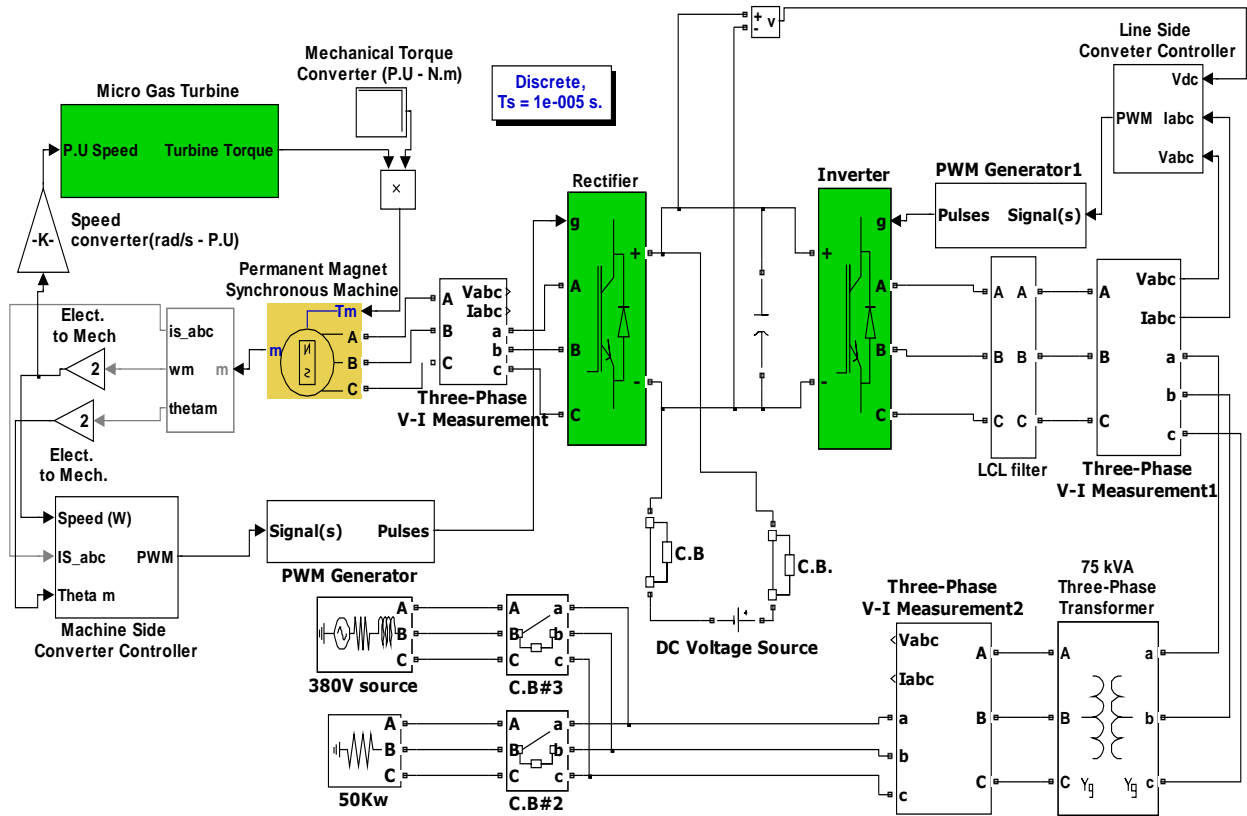 Mechanical Torque
Converter (P.U - N.m)
Discrete,
Ts = 1e-005 s.
+
-
v
Line Side
Conveter Controller
Vdc
PWM
Iabc
Vabc
Micro Gas Turbine
P.U Speed
Turbine Torque
×
Rectifier
g
A
B
C
+
-
Inverter
g
+
-
A
B
C
PWM Generator1
Pulses
Signal(s)
-K-
Speed
converter(rad/s - P.U)
Permanent Magnet
Synchronous Machine
Tm
m
A
B
C
N
S
Vabc
Iabc
A
B
C
a
b
c
Three-Phase
V-I Measurement
Elect.
to Mech
2
is_abc
wm
m
thetam
2
Elect.
to Mech.
A
A
B
B
C
C
LCL filter
Vabc
Iabc
A
B
C
a
b
c
Three-Phase
V-I Measurement1
Speed (W)
IS_abc
PWM
Theta m
Machine Side
Converter Controller
Signal(s)
Pulses
PWM Generator
C.B
C.B.
DC Voltage Source
A
B
C
380V source
A
B
C
a
b
c
C.B#3
A
B
C
50Kw
A
B
C
a
b
c
C.B#2
Three-Phase
V-I Measurement2
Vabc
Iabc
a
b
c
A
B
C
75 kVA
Three-Phase
Transformer
A
B
C
a
b
c
Yg
Yg